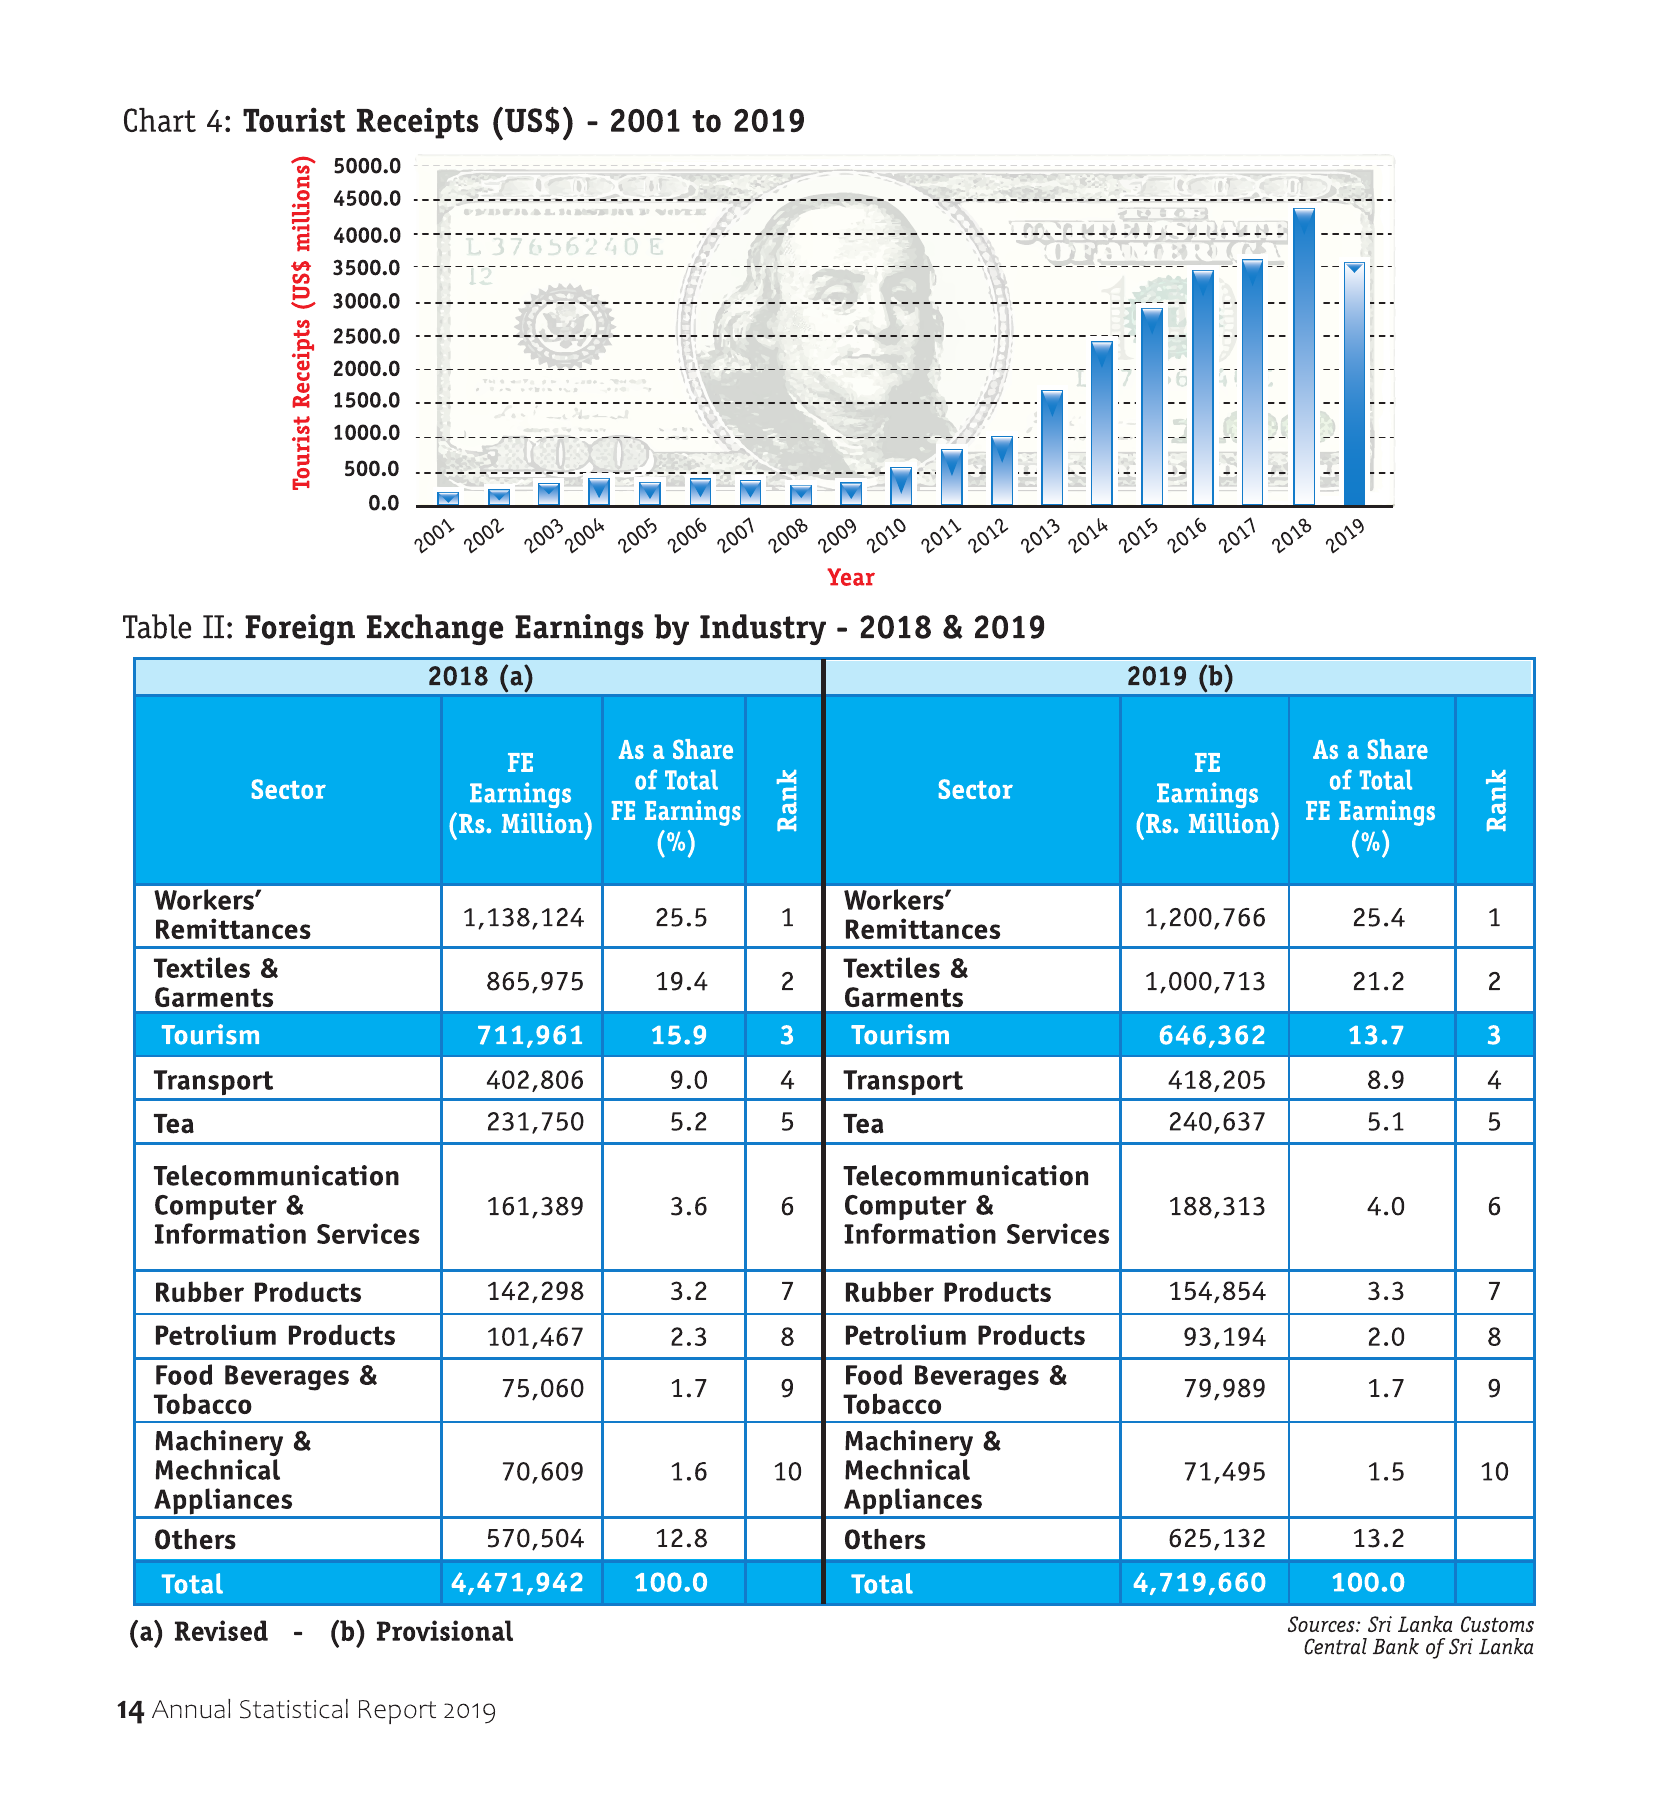 Chart 4: Tourist Receipts (US$) - 2001 to 2019
Tourist Receipts (US$ millions)
5000.0
4500.0
4000.0
3500.0
3000.0
2500.0
2000.0
1500.0
1000.0
500.0
0.0
L 37656240 E
12
2001 2002 2003 2004 2005 2006 2007 2008 2009 2010 2011 2012 2013 2014 2015 2016 2017 2018 2019
Year
Table II: Foreign Exchange Earnings by Industry - 2018 & 2019
2018 (a) 2019 (b)
Sector FE Earnings (Rs. Million) As a Share of Total FE Earnings (%) Rank Sector FE Earnings (Rs. Million) As a Share of Total FE Earnings (%) Rank
Workers’ Remittances 1,138,124 25.5 1 Workers’ Remittances 1,200,766 25.4 1
Textiles & Garments 865,975 19.4 2 Textiles & Garments 1,000,713 21.2 2
Tourism 711,961 15.9 3 Tourism 646,362 13.7 3
Transport 402,806 9.0 4 Transport 418,205 8.9 4
Tea 231,750 5.2 5 Tea 240,637 5.1 5
Telecommunication Computer & Information Services 161,389 3.6 6 Telecommunication Computer & Information Services 188,313 4.0 6
Rubber Products 142,298 3.2 7 Rubber Products 154,854 3.3 7
Petrolium Products 101,467 2.3 8 Petrolium Products 93,194 2.0 8
Food Beverages & Tobacco 75,060 1.7 9 Food Beverages & Tobacco 79,989 1.7 9
Machinery & Mechnical Appliances 70,609 1.6 10 Machinery & Mechnical Appliances 71,495 1.5 10
Others 570,504 12.8 Others 625,132 13.2
Total 4,471,942 100.0 Total 4,719,660 100.0
(a) Revised - (b) Provisional
Sources: Sri Lanka Customs
Central Bank of Sri Lanka
14 Annual Statistical Report 2019